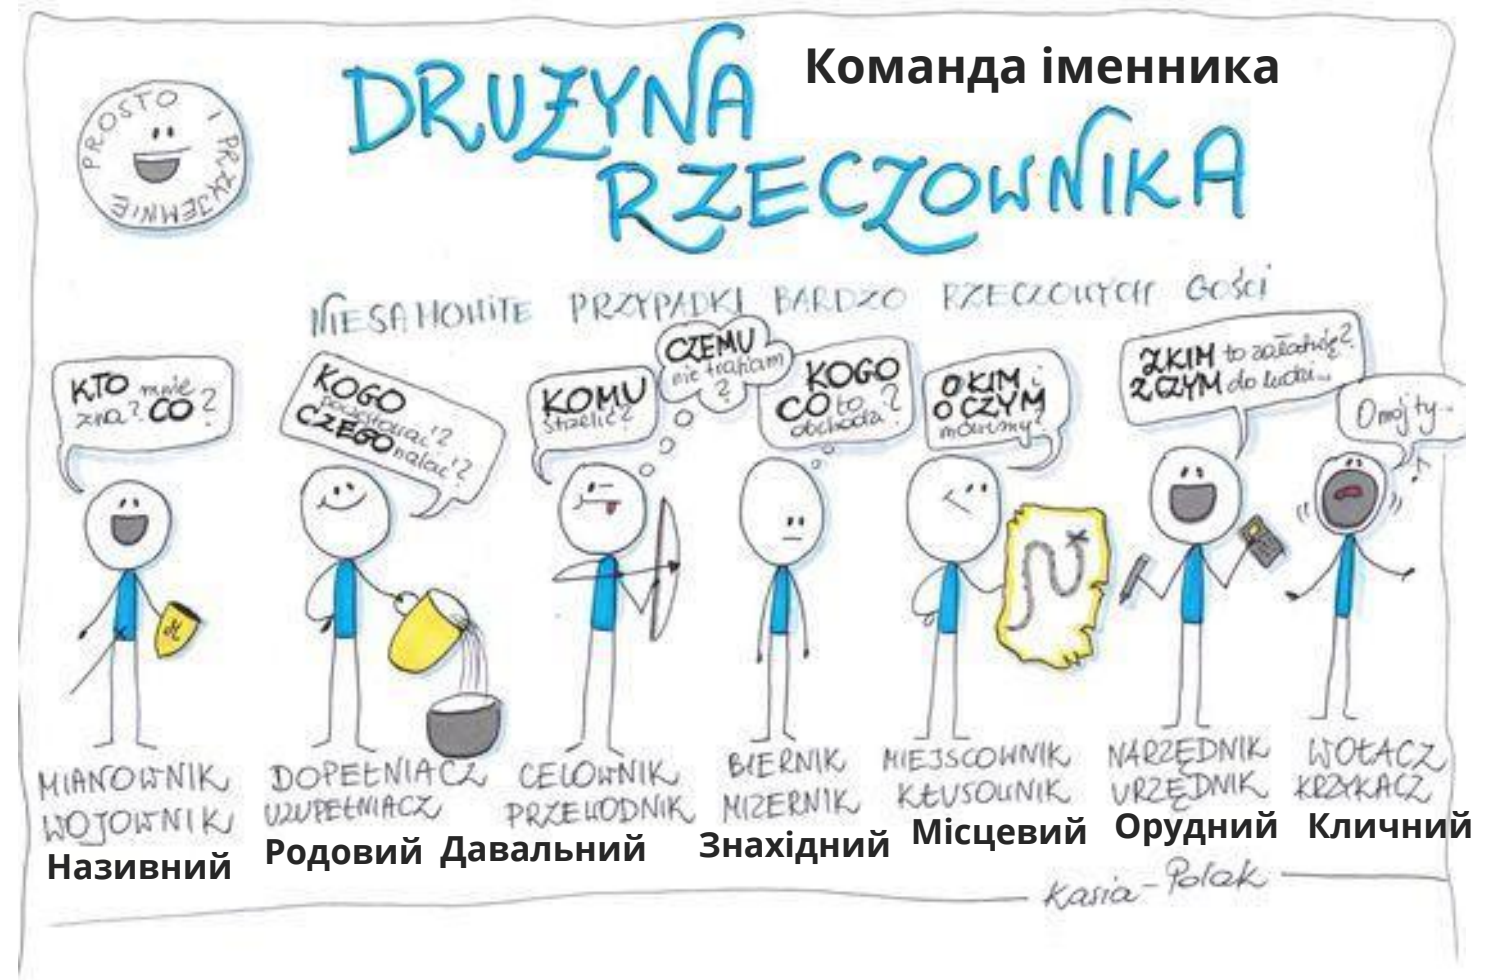 Команда іменника
DRUŻYNA
RZECZOWNIKA
PROSTO I PRZYJEMNIE
NIESAMOWITE PRZYPADKI BARDZO RZECZOWYCH GOŚCI
KTO mnie
zna? CO ?
KOGO
poczęstować?
CZEGO nalać?
KOMU
strzelić?
CZEMU
nie trafiam
?
KOGO
CO to
obchodzi?
O KIM i
O CZYM
mówimy?
Z KIM to załatwię?
Z CZYM do ludu...
O mój ty...
MIANOWNIK
WOJOWNIK
Називний
DOPEŁNIACZ
UZUPEŁNIACZ
Родовий
CELOWNIK
PRZEWODNIK
Давальний
BIERNIK
MIZERNIK
Знахідний
MIEJSCOWNIK
KŁUSOWNIK
Місцевий
NARZĘDNIK
URZĘDNIK
Орудний
WOŁACZ
KRZYKACZ
Кличний
Kasia Polak